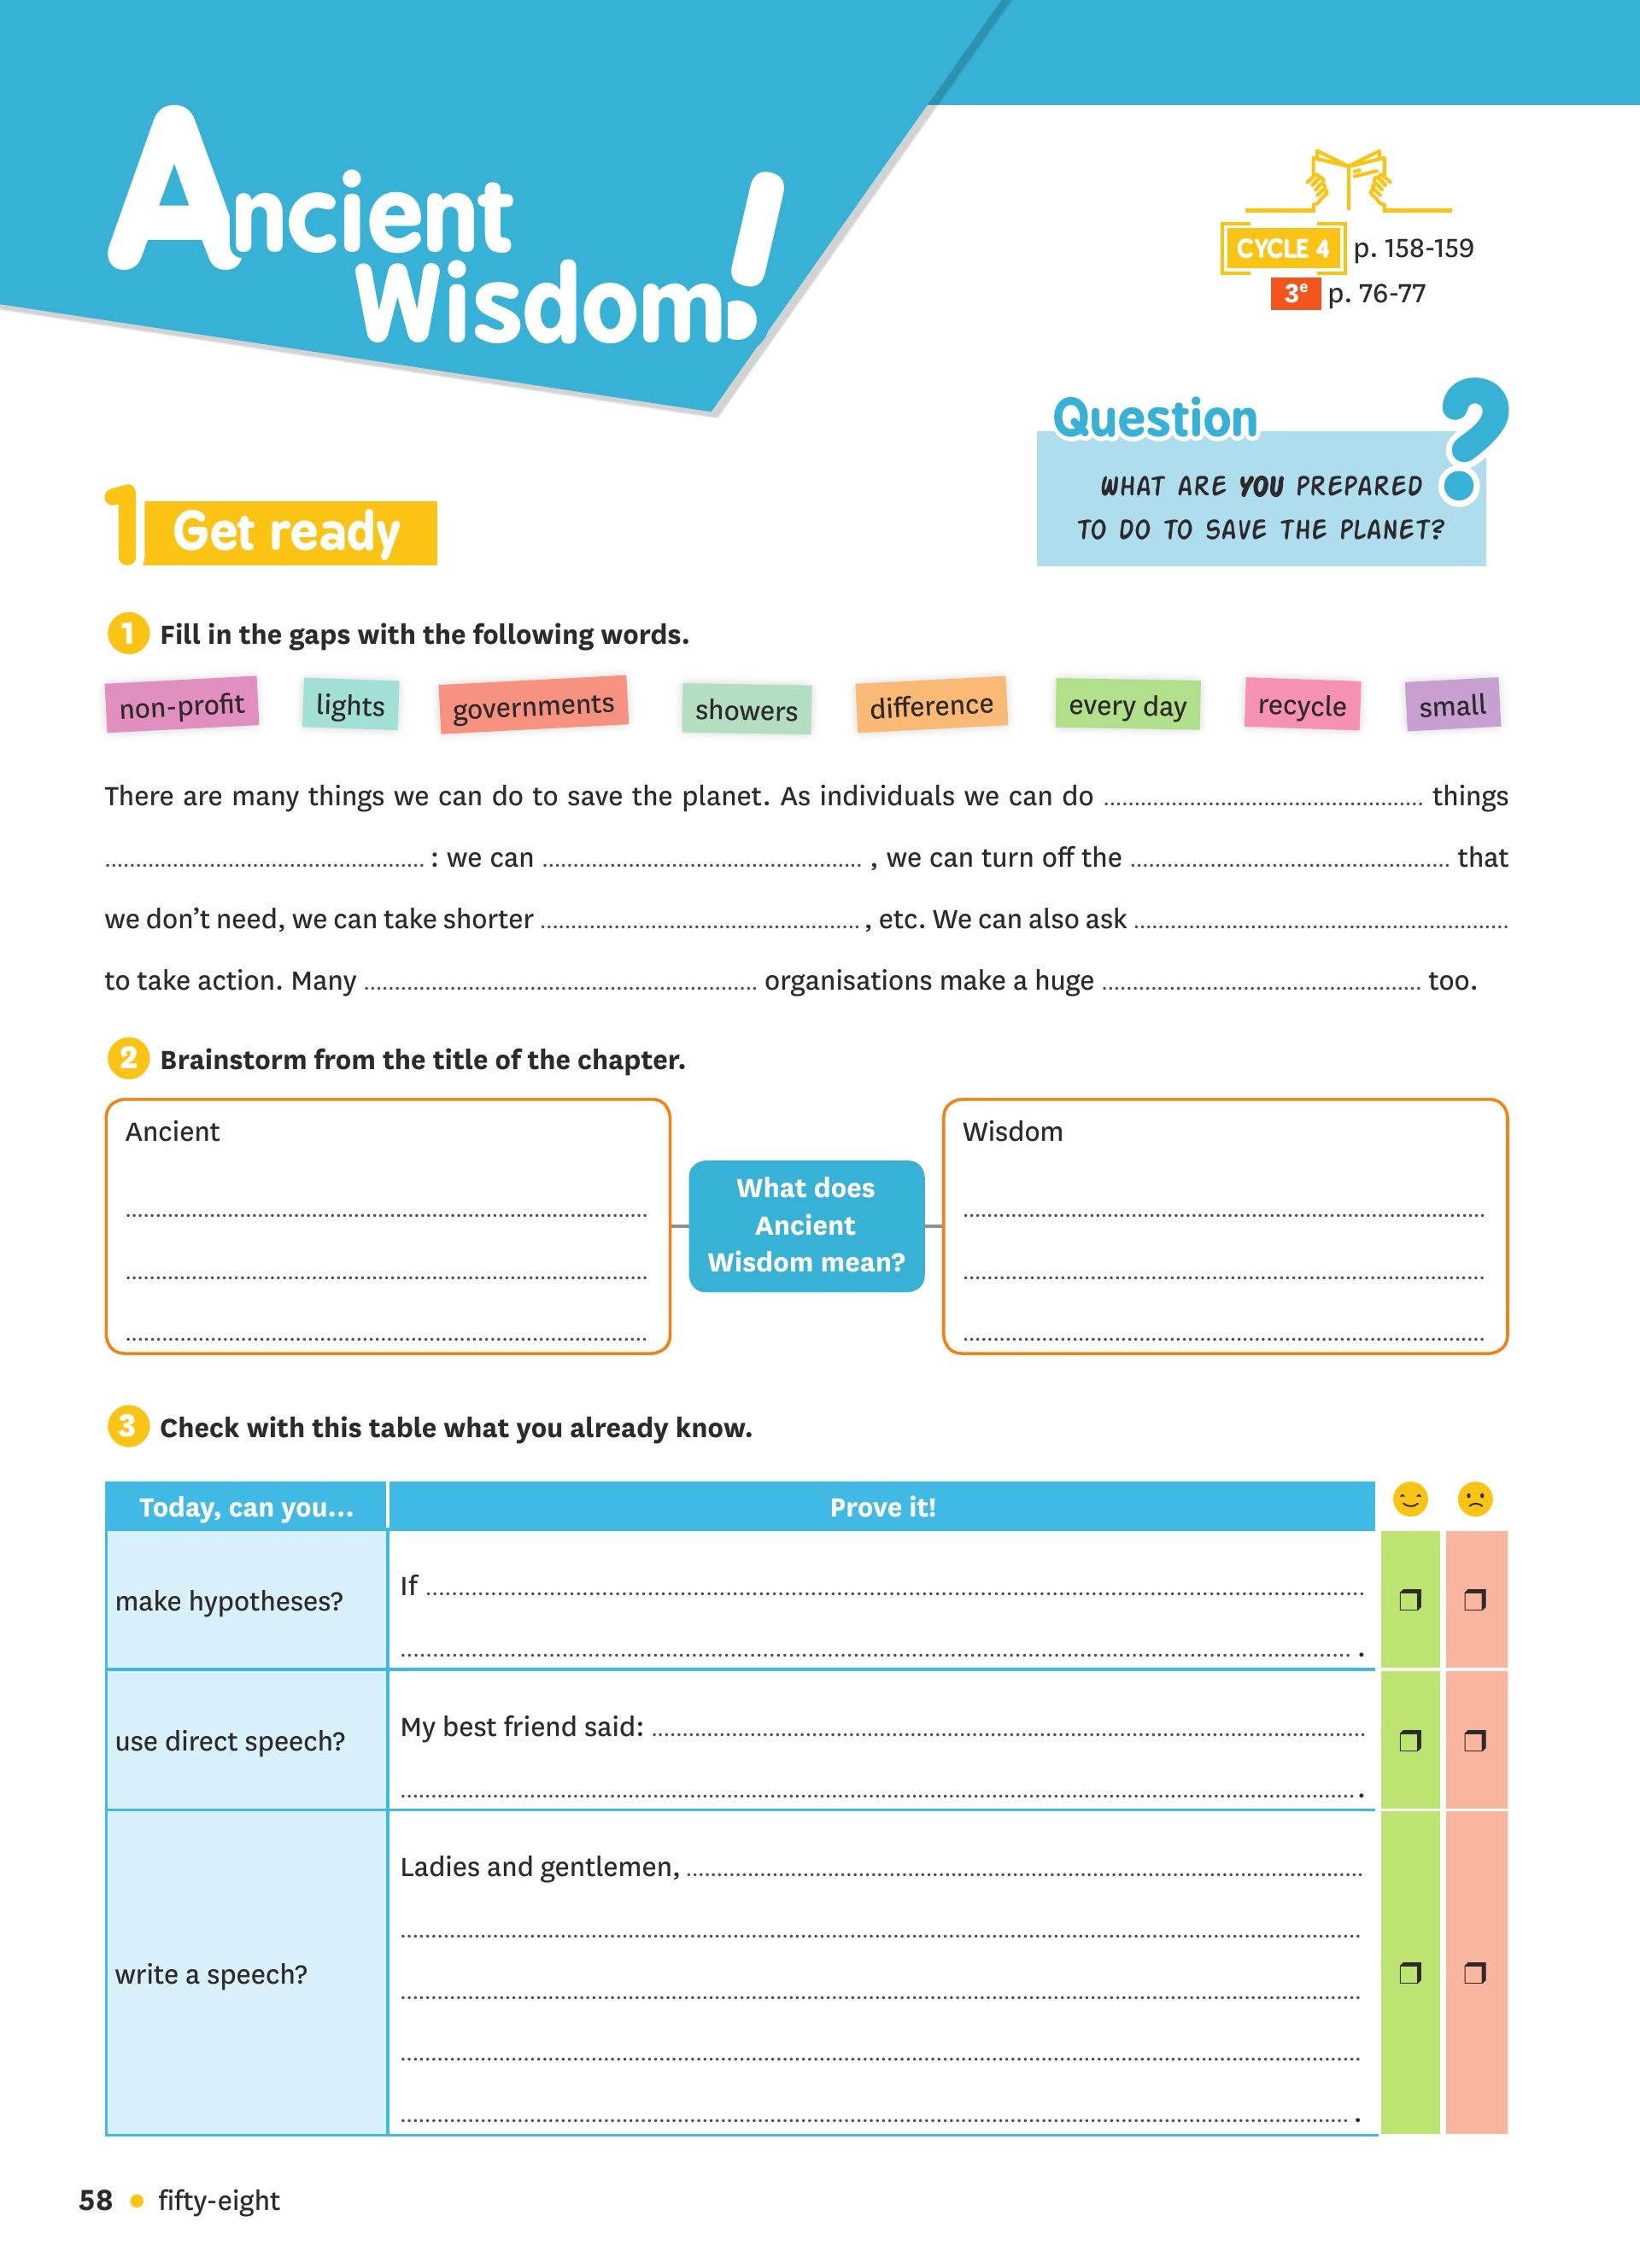 Ancient
Wisdom!
CYCLE 4 p. 158-159
3e p. 76-77
Question ?
WHAT ARE YOU PREPARED
TO DO TO SAVE THE PLANET?
1 Get ready
1 Fill in the gaps with the following words.
non-profit lights governments showers difference every day recycle small
There are many things we can do to save the planet. As individuals we can do ........................................ things
........................................ : we can ........................................ , we can turn off the ........................................ that
we don't need, we can take shorter ........................................ , etc. We can also ask ........................................
to take action. Many ........................................ organisations make a huge ........................................ too.
2 Brainstorm from the title of the chapter.
Ancient
........................................
........................................
........................................
What does
Ancient
Wisdom mean?
Wisdom
........................................
........................................
........................................
3 Check with this table what you already know.
Today, can you... Prove it!
make hypotheses?
If ........................................
........................................ .
use direct speech?
My best friend said: ........................................
........................................ .
write a speech?
Ladies and gentlemen, ........................................
........................................
........................................
........................................
........................................ .
58 • fifty-eight